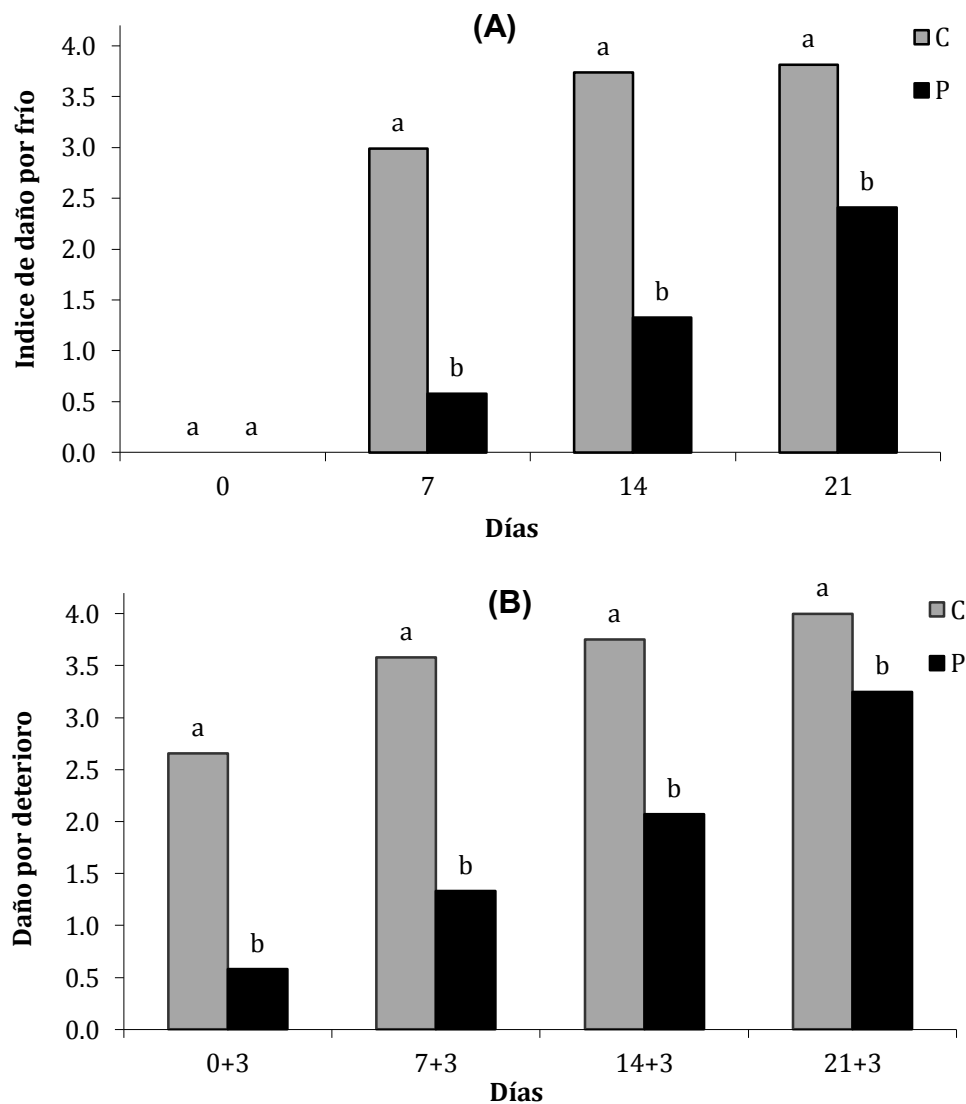 (A)
C
P
4.0
3.5
3.0
2.5
2.0
1.5
1.0
0.5
0.0
Indice de daño por frío
a a
a
b
a
b
a
b
0 7 14 21
Días
(B)
C
P
4.0
3.5
3.0
2.5
2.0
1.5
1.0
0.5
0.0
Daño por deterioro
a
b
a
b
a
b
a
b
0+3 7+3 14+3 21+3
Días